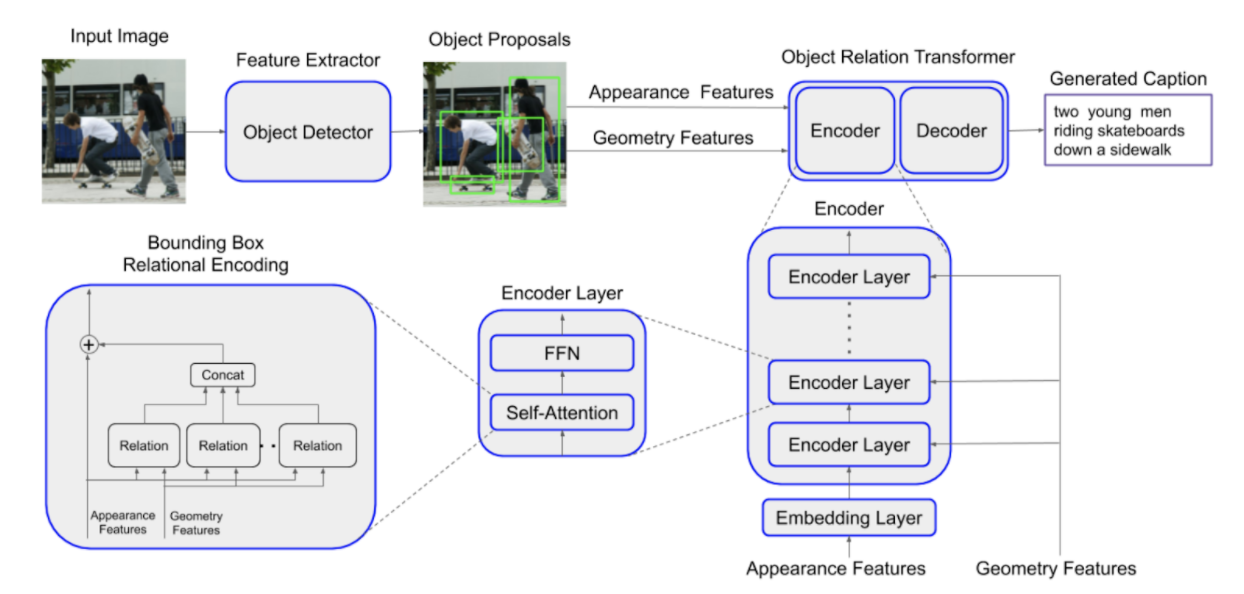 Input Image
Feature Extractor
Object Detector
Object Proposals
Appearance Features
Geometry Features
Object Relation Transformer
Encoder
Decoder
Generated Caption
two young men
riding skateboards
down a sidewalk
Bounding Box
Relational Encoding
Concat
Relation
Relation
. .
Relation
Appearance
Features
Geometry
Features
Encoder Layer
FFN
Self-Attention
Encoder
Encoder Layer
Encoder Layer
Encoder Layer
Embedding Layer
Appearance Features
Geometry Features